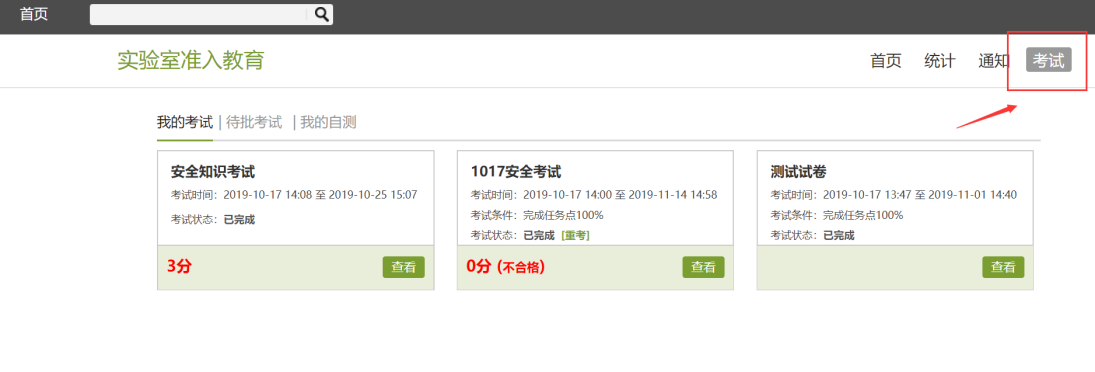 首页
实验室准入教育
首页 统计 通知 考试
我的考试 | 待批考试 | 我的自测
安全知识考试
考试时间：2019-10-17 14:08 至 2019-10-25 15:07
考试状态：已完成
3分 查看
1017安全考试
考试时间：2019-10-17 14:00 至 2019-11-14 14:58
考试条件：完成任务点100%
考试状态：已完成 [重考]
0分 (不合格) 查看
测试试卷
考试时间：2019-10-17 13:47 至 2019-11-01 14:40
考试条件：完成任务点100%
考试状态：已完成
查看